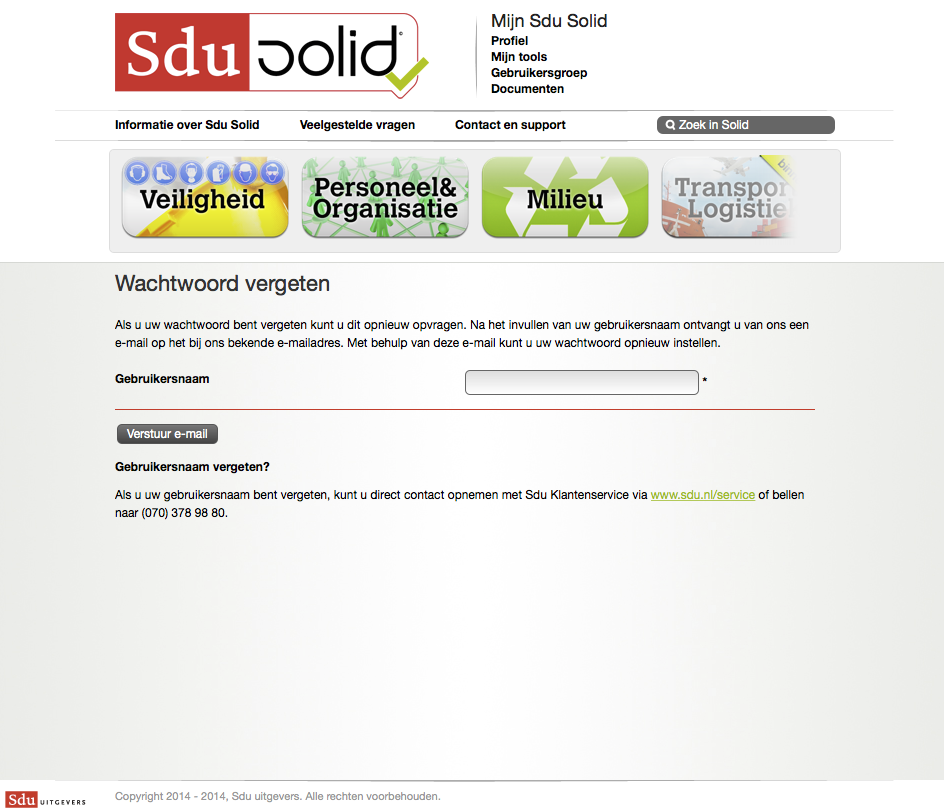 Sdu solid
Mijn Sdu Solid
Profiel
Mijn tools
Gebruikersgroep
Documenten
Informatie over Sdu Solid
Veelgestelde vragen
Contact en support
Zoek in Solid
Veiligheid
Personeel&
Organisatie
Milieu
Wachtwoord vergeten
Als u uw wachtwoord bent vergeten kunt u dit opnieuw opvragen. Na het invullen van uw gebruikersnaam ontvangt u van ons een
e-mail op het bij ons bekende e-mailadres. Met behulp van deze e-mail kunt u uw wachtwoord opnieuw instellen.
Gebruikersnaam *
Verstuur e-mail
Gebruikersnaam vergeten?
Als u uw gebruikersnaam bent vergeten, kunt u direct contact opnemen met Sdu Klantenservice via www.sdu.nl/service of bellen
naar (070) 378 98 80.
Sdu UITGEVERS
Copyright 2014 - 2014, Sdu uitgevers. Alle rechten voorbehouden.